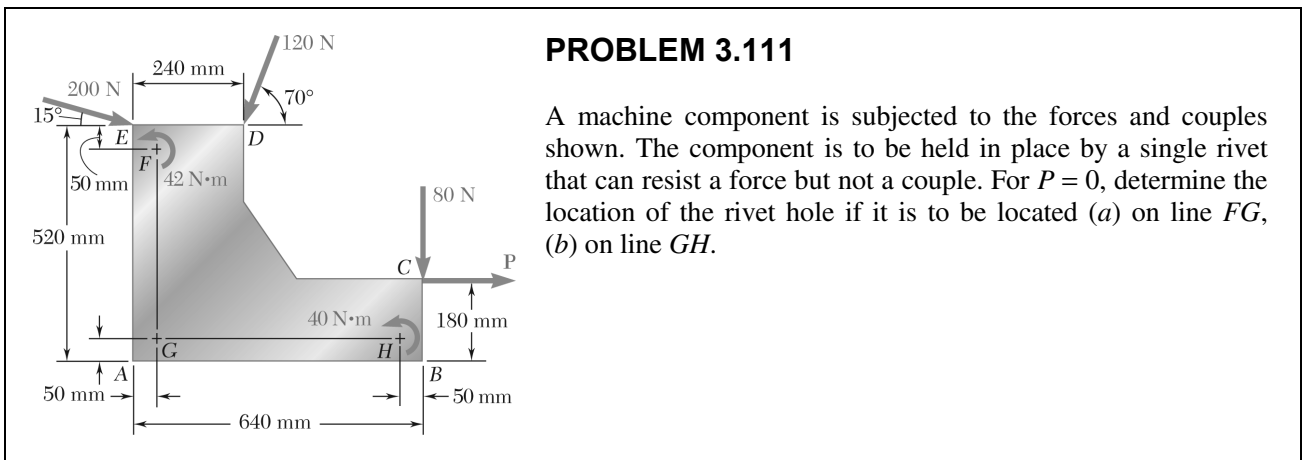 120 N
240 mm
200 N
70°
15°
E
D
F
50 mm
42 N•m
80 N
520 mm
C
P
40 N•m
180 mm
G
H
A
B
50 mm
50 mm
640 mm
PROBLEM 3.111
A machine component is subjected to the forces and couples
shown. The component is to be held in place by a single rivet
that can resist a force but not a couple. For P = 0, determine the
location of the rivet hole if it is to be located (a) on line FG,
(b) on line GH.